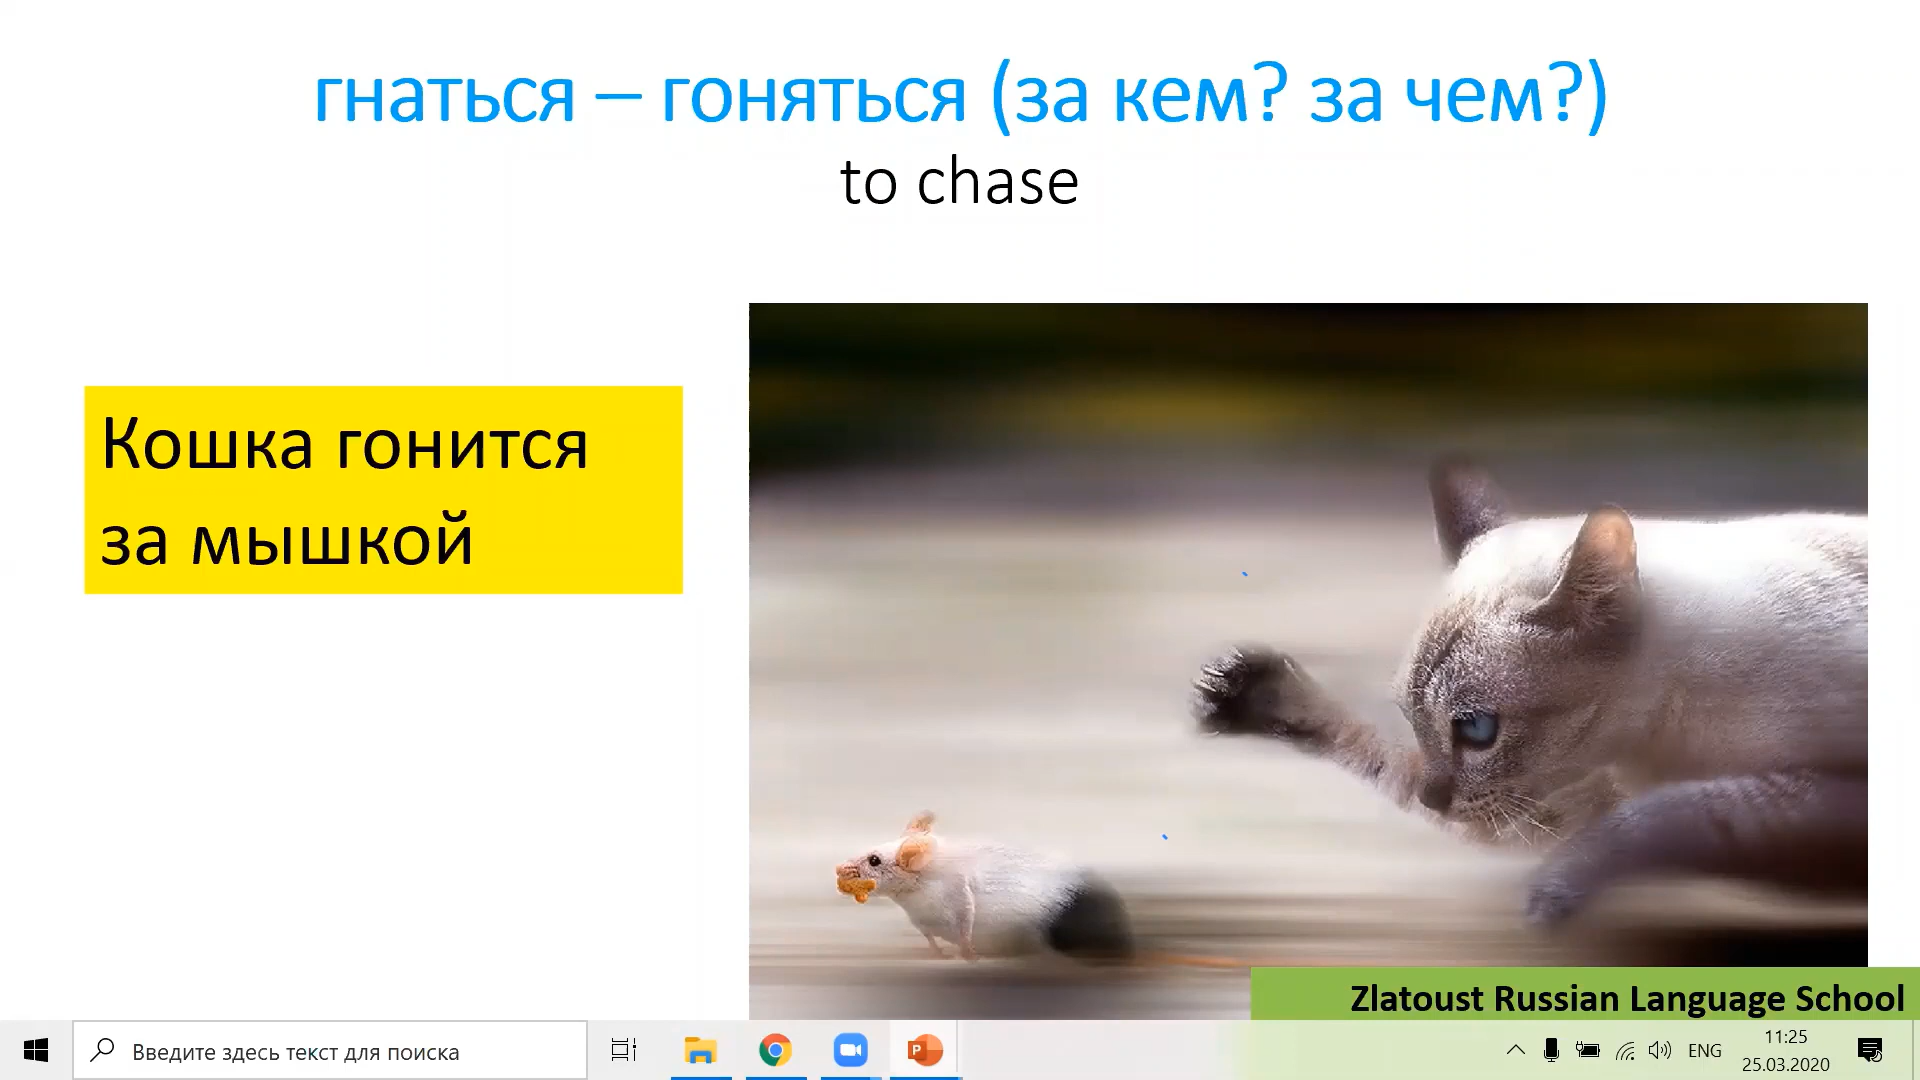 гнаться – гоняться (за кем? за чем?)
to chase
Кошка гонится
за мышкой
Zlatoust Russian Language School
Введите здесь текст для поиска
ENG
11:25
25.03.2020